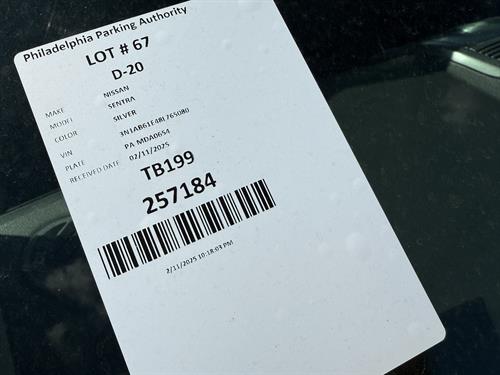 Philadelphia Parking Authority
LOT # 67
D-20
MAKE NISSAN
MODEL SENTRA
COLOR SILVER
VIN 3N1AB61E48L765080
PLATE PA-MDA0654
RECEIVED DATE 02/11/2025
TB199
257184
2/11/2025 10:18:03 PM